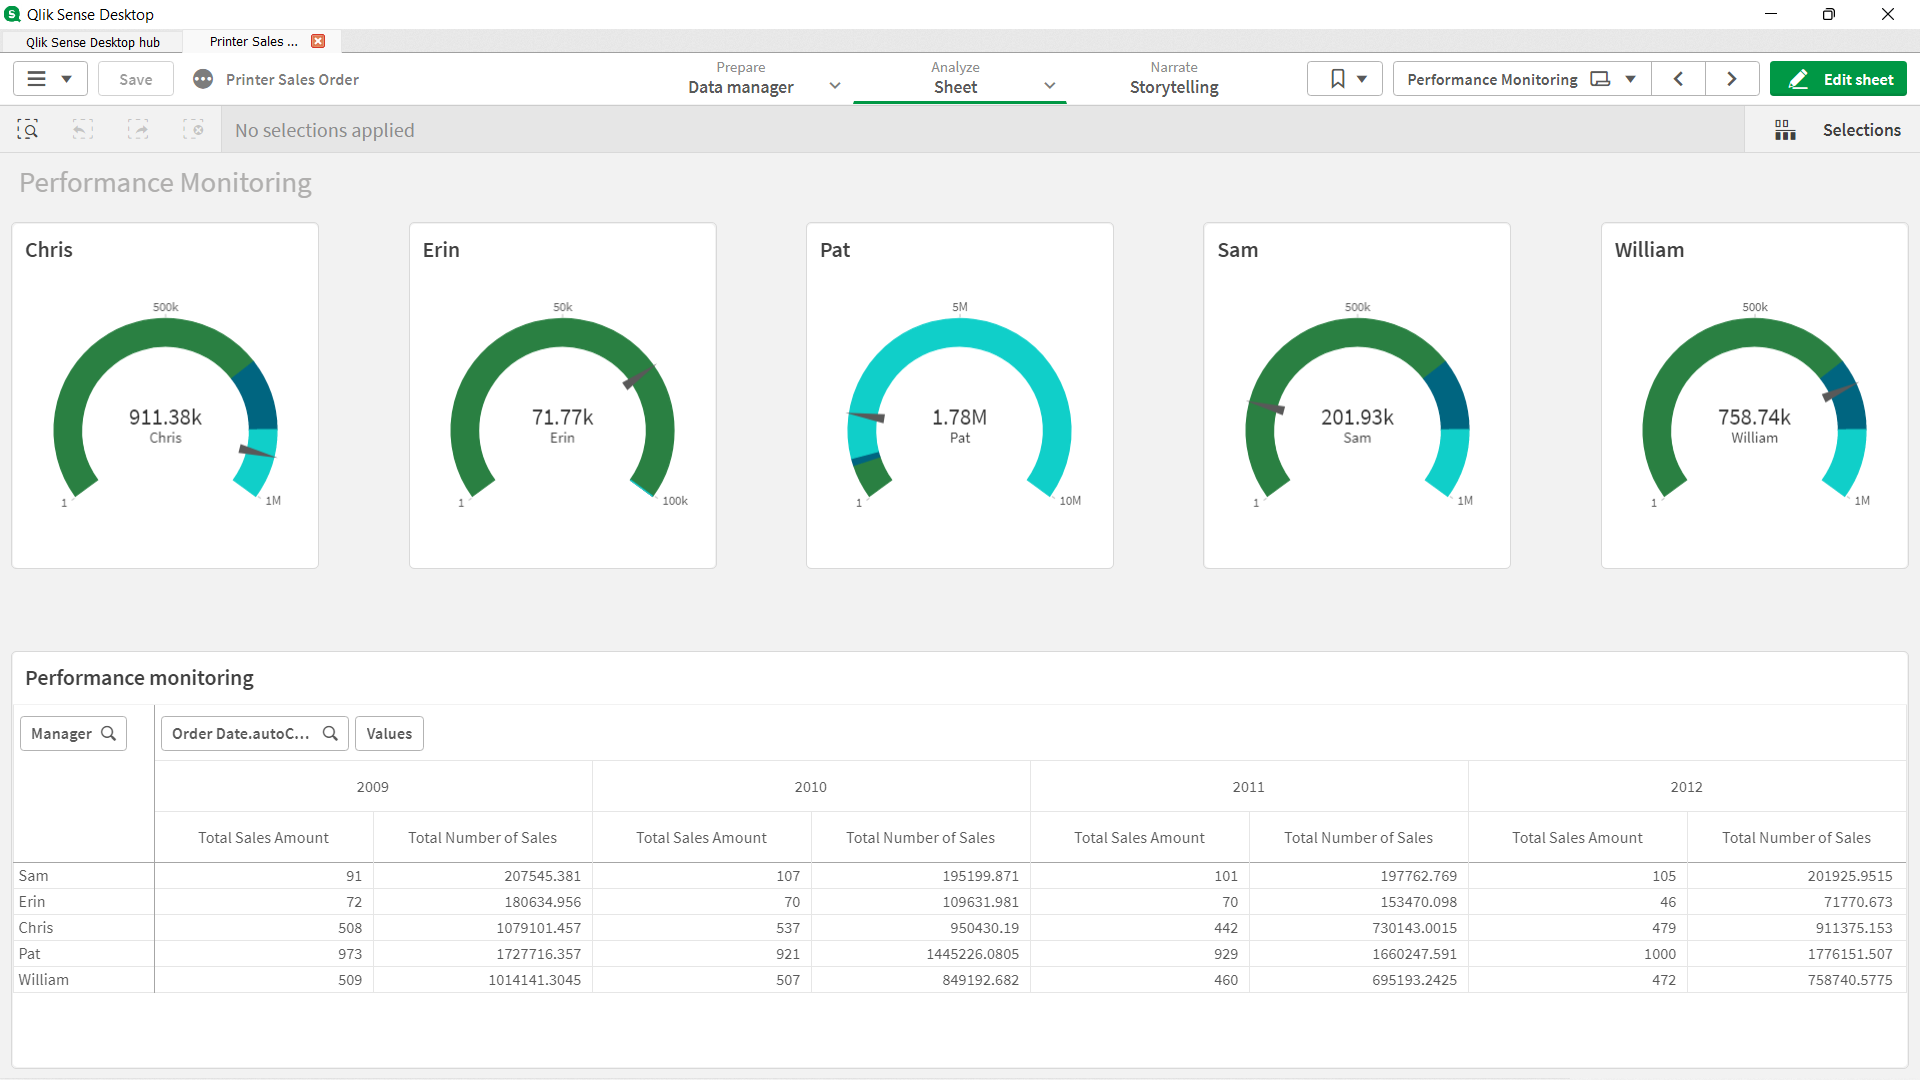 Qlik Sense Desktop
Qlik Sense Desktop hub
Printer Sales ...
Save
Printer Sales Order
Prepare
Data manager
Analyze
Sheet
Narrate
Storytelling
Performance Monitoring
Edit sheet
No selections applied
Selections
Performance Monitoring
Chris
500k
911.38k
Chris
1
1M
Erin
50k
71.77k
Erin
1
100k
Pat
5M
1.78M
Pat
1
10M
Sam
500k
201.93k
Sam
1
1M
William
500k
758.74k
William
1
1M
Performance monitoring
Manager
Order Date.autoC...
Values
2009 2010 2011 2012
Total Sales Amount Total Number of Sales Total Sales Amount Total Number of Sales Total Sales Amount Total Number of Sales Total Sales Amount Total Number of Sales
Sam 91 207545.381 107 195199.871 101 197762.769 105 201925.9515
Erin 72 180634.956 70 109631.981 70 153470.098 46 71770.673
Chris 508 1079101.457 537 950430.19 442 730143.0015 479 911375.153
Pat 973 1727716.357 921 1445226.0805 929 1660247.591 1000 1776151.507
William 509 1014141.3045 507 849192.682 460 695193.2425 472 758740.5775